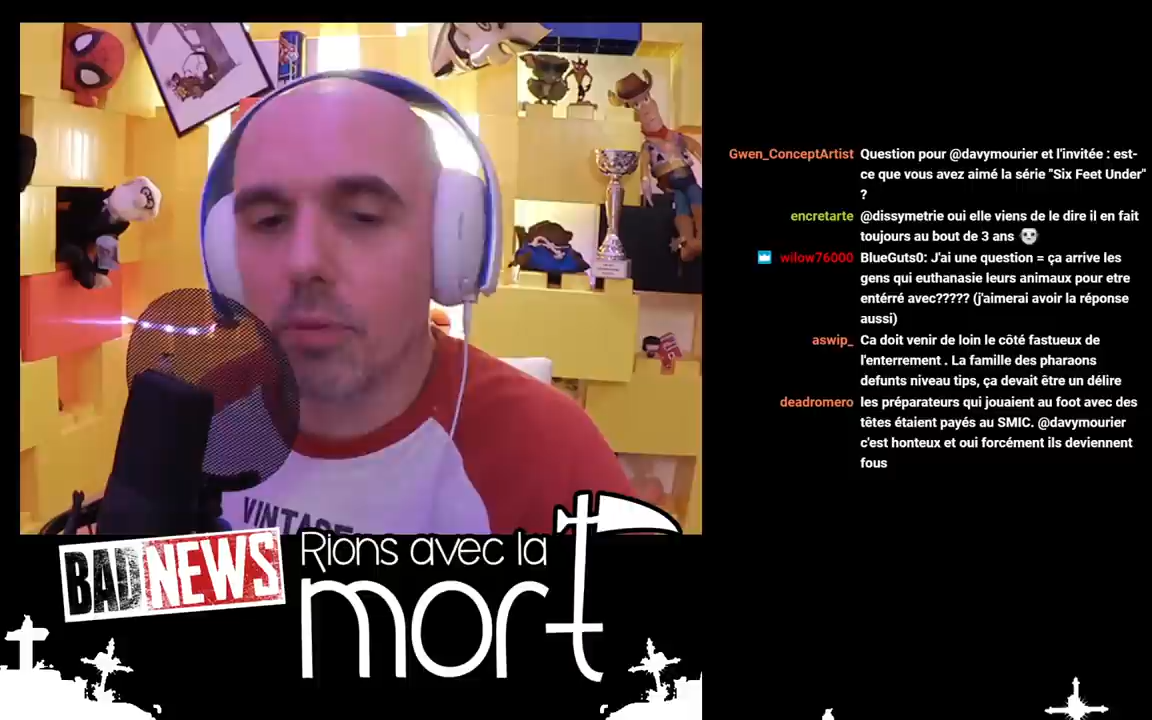 Gwen_ConceptArtist Question pour @davymourier et l'invitée : est-
ce que vous avez aimé la série "Six Feet Under"
?
encretarte @dissymetrie oui elle viens de le dire il en fait
toujours au bout de 3 ans
wilow76000 BlueGuts0: J'ai une question = ça arrive les
gens qui euthanasie leurs animaux pour etre
entérré avec????? (j'aimerai avoir la réponse
aussi)
aswip_ Ca doit venir de loin le côté fastueux de
l'enterrement . La famille des pharaons
defunts niveau tips, ça devait être un délire
deadromero les préparateurs qui jouaient au foot avec des
têtes étaient payés au SMIC. @davymourier
c'est honteux et oui forcément ils deviennent
fous
VINTAGE
BAD NEWS
Rions avec la
mort